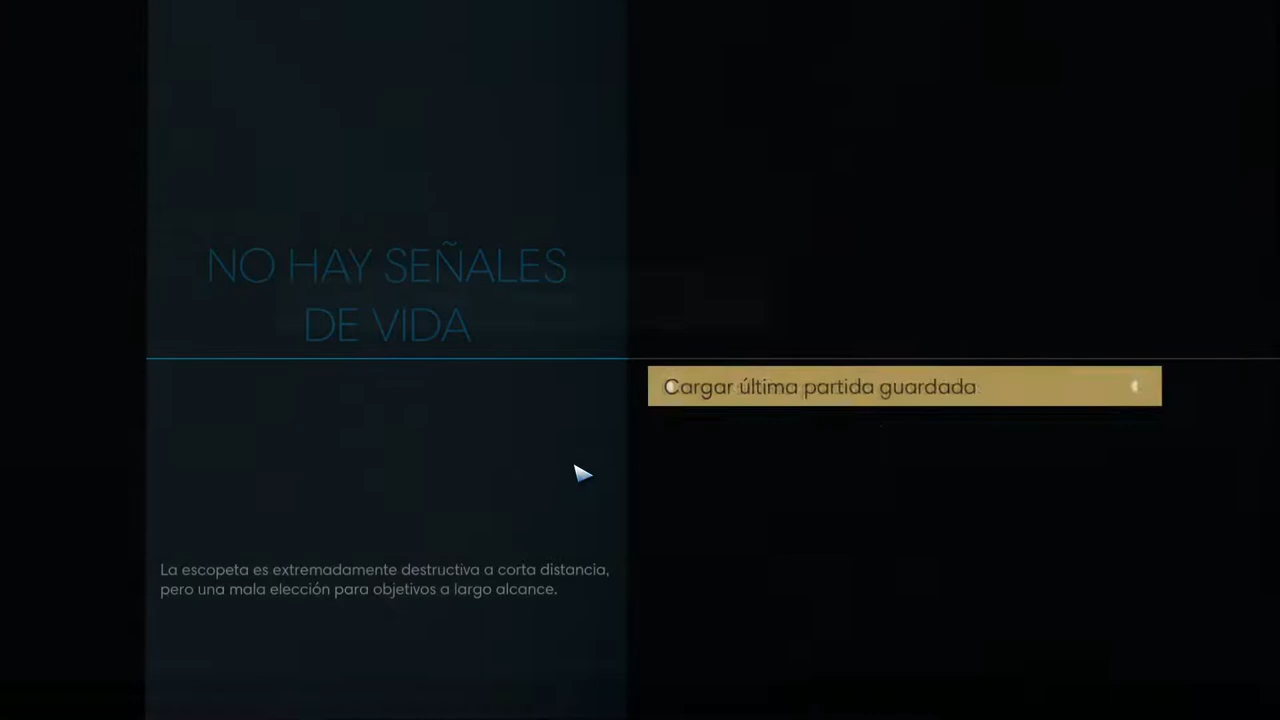 NO HAY SEÑALES
DE VIDA
Cargar última partida guardada
La escopeta es extremadamente destructiva a corta distancia,
pero una mala elección para objetivos a largo alcance.